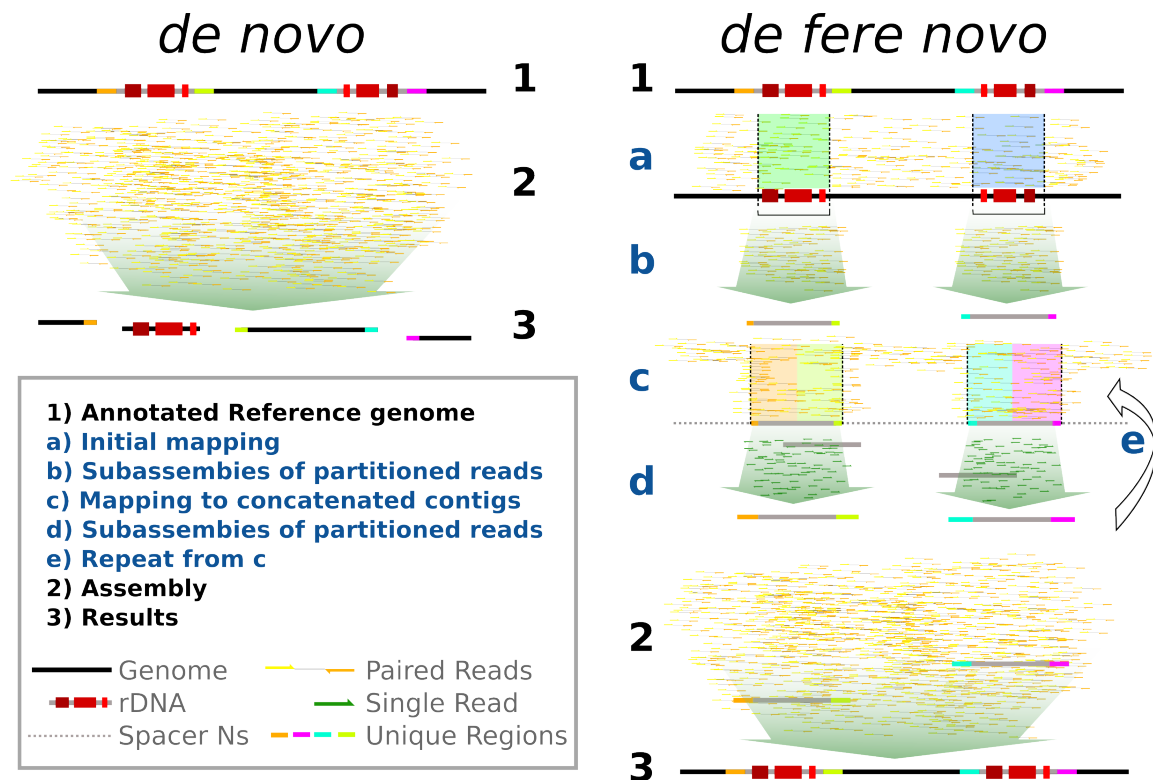 de novo
1
2
3
1) Annotated Reference genome
a) Initial mapping
b) Subassembies of partitioned reads
c) Mapping to concatenated contigs
d) Subassembies of partitioned reads
e) Repeat from c
2) Assembly
3) Results
Genome
Paired Reads
rDNA
Single Read
Spacer Ns
Unique Regions
de fere novo
1
a
b
c
e
d
2
3